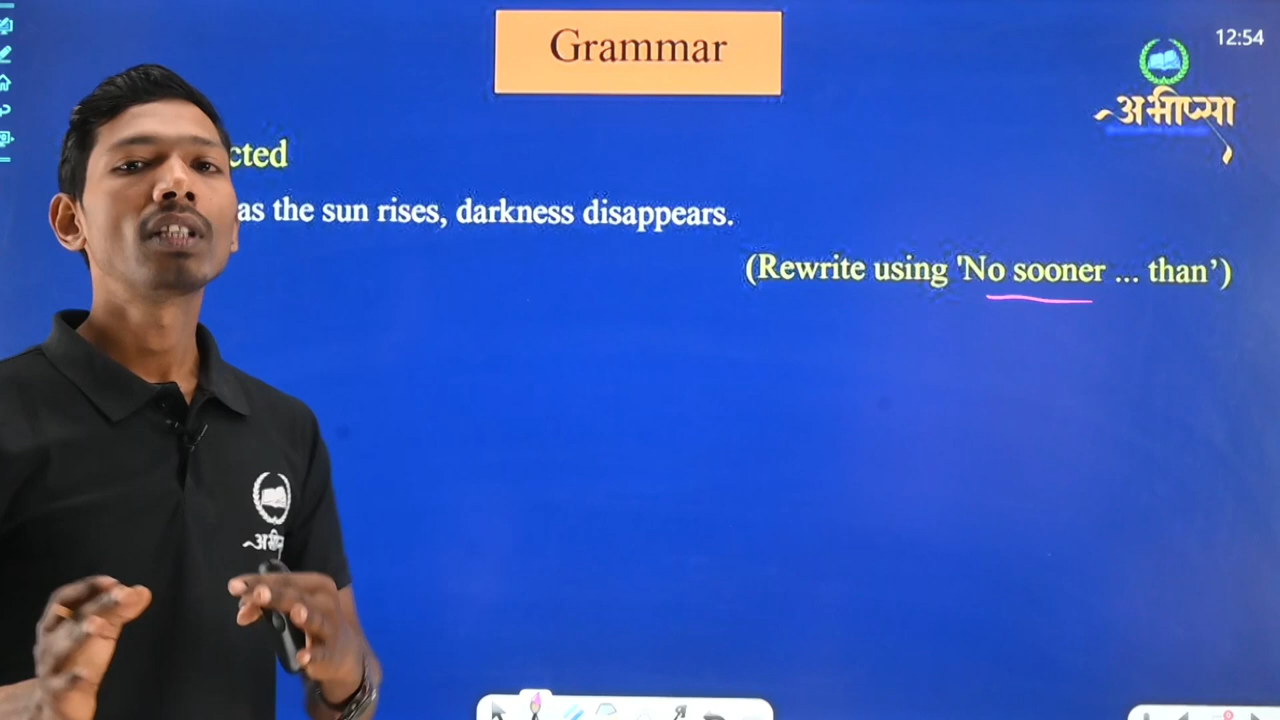 Grammar
12:54
अभीप्सा
cted
as the sun rises, darkness disappears.
(Rewrite using 'No sooner ... than’)